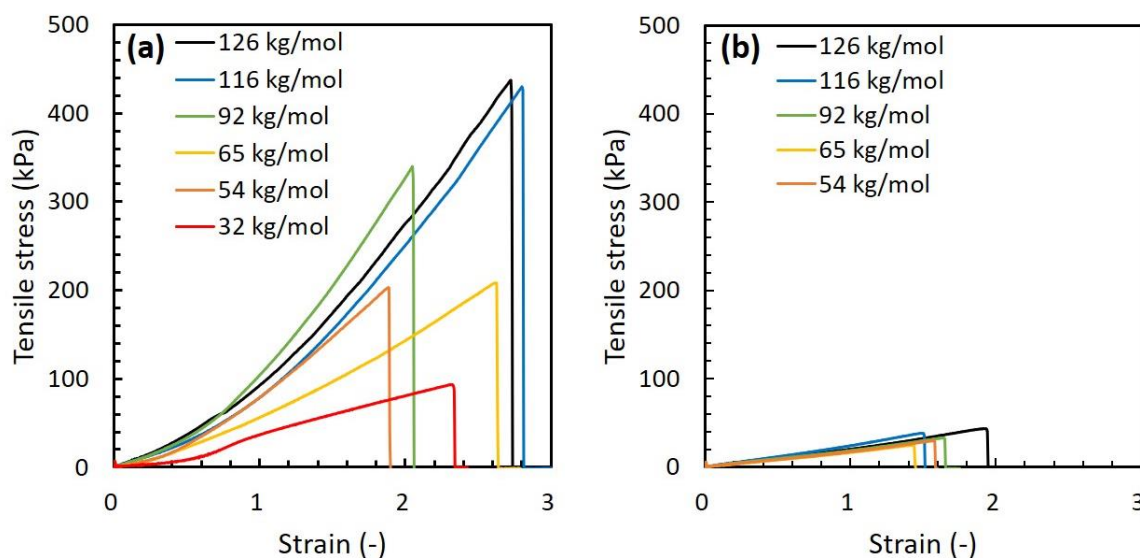 (a)
Tensile stress (kPa)
500
400
300
200
100
0
126 kg/mol
116 kg/mol
92 kg/mol
65 kg/mol
54 kg/mol
32 kg/mol
0 1 2 3
Strain (-)
(b)
Tensile stress (kPa)
500
400
300
200
100
0
126 kg/mol
116 kg/mol
92 kg/mol
65 kg/mol
54 kg/mol
0 1 2 3
Strain (-)